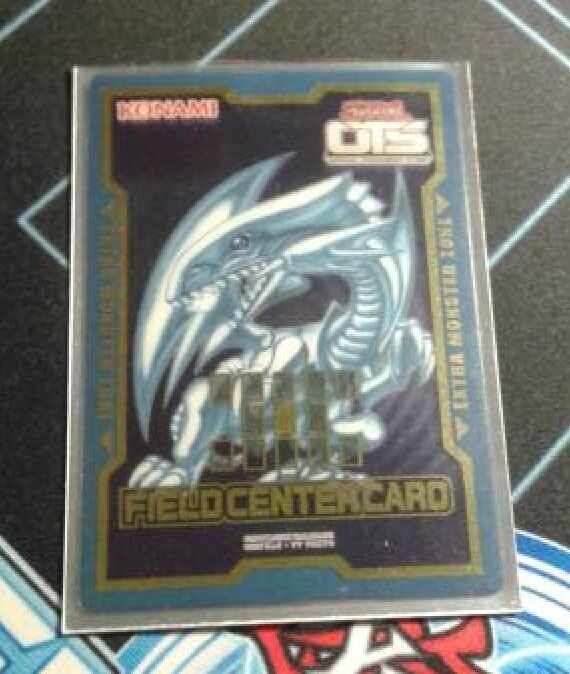 KONAMI
OTS
EXTRA MONSTER ZONE
EXTRA MONSTER ZONE
FIELD CENTER CARD